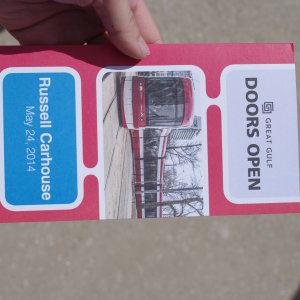 GREAT GULF
DOORS OPEN
Russell Carhouse
May 24, 2014